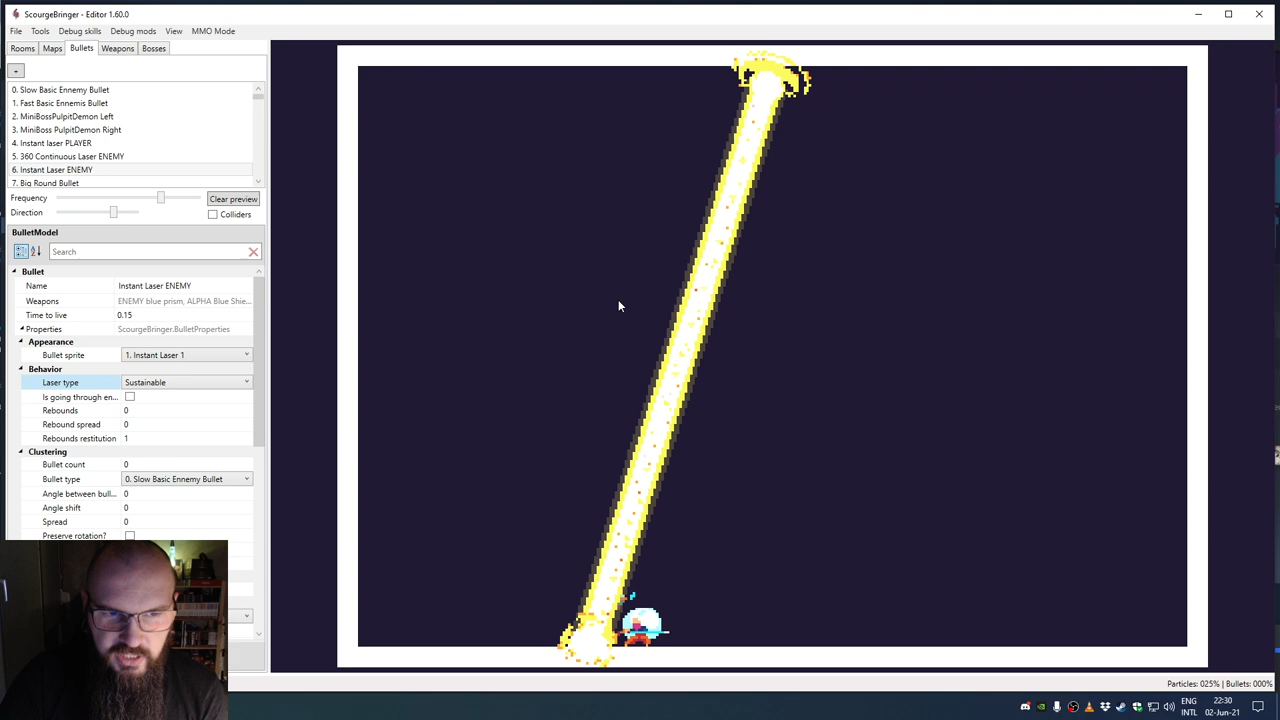 ScourgeBringer - Editor 1.60.0
File Tools Debug skills Debug mods View MMO Mode
Rooms Maps Bullets Weapons Bosses
+
0. Slow Basic Ennemy Bullet
1. Fast Basic Ennemis Bullet
2. MiniBossPulpitDemon Left
3. MiniBoss PulpitDemon Right
4. Instant laser PLAYER
5. 360 Continuous Laser ENEMY
6. Instant Laser ENEMY
7. Big Round Bullet
Frequency Clear preview
Direction Colliders
BulletModel
Search
Bullet
Name Instant Laser ENEMY
Weapons ENEMY blue prism, ALPHA Blue Shie...
Time to live 0.15
Properties ScourgeBringer.BulletProperties
Appearance
Bullet sprite 1. Instant Laser 1
Behavior
Laser type Sustainable
Is going through en...
Rebounds 0
Rebound spread 0
Rebounds restitution 1
Clustering
Bullet count 0
Bullet type 0. Slow Basic Ennemy Bullet
Angle between bull... 0
Angle shift 0
Spread 0
Preserve rotation?
Particles: 025% | Bullets: 000%
ENG 22:30
INTL 02-Jun-21